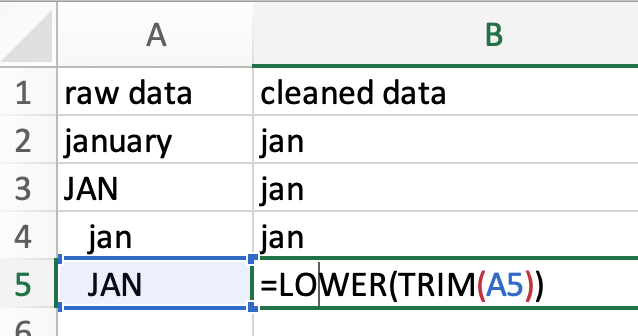 A B
1 raw data cleaned data
2 january jan
3 JAN jan
4 jan jan
5 JAN =LOWER(TRIM(A5))
6